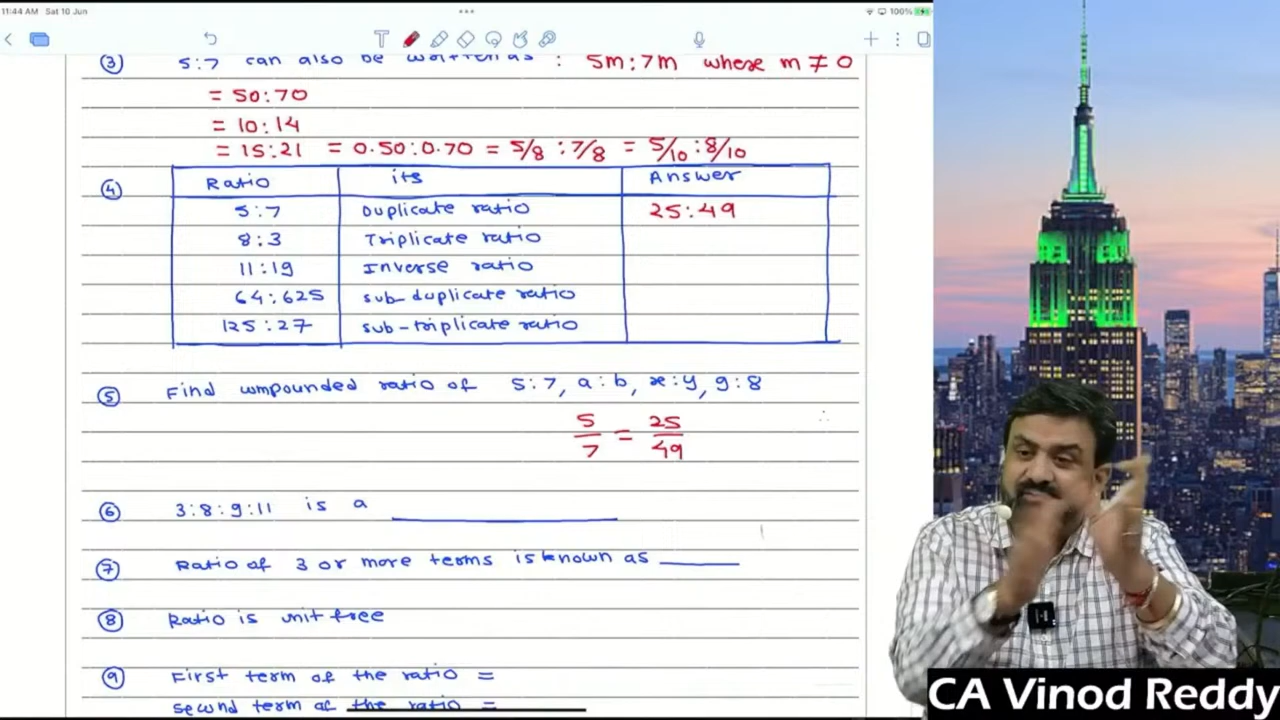 11:44 AM Sat 10 Jun
100%
③ 5:7 can also be written as : 5m:7m where m ≠ 0
= 50:70
= 10:14
= 15:21 = 0.50:0.70 = 5/8 :7/8 = 5/10 :8/10
④ Ratio its Answer
5:7 Duplicate ratio 25:49
8:3 Triplicate ratio
11:19 Inverse ratio
64:625 sub-duplicate ratio
125:27 sub-triplicate ratio
⑤ Find compounded ratio of 5:7, a:b, x:y, 9:8
5/7 = 25/49
⑥ 3:8:9:11 is a ________
⑦ Ratio of 3 or more terms is known as ____
⑧ Ratio is unit free
⑨ First term of the ratio =
second term of the ratio =
CA Vinod Reddy